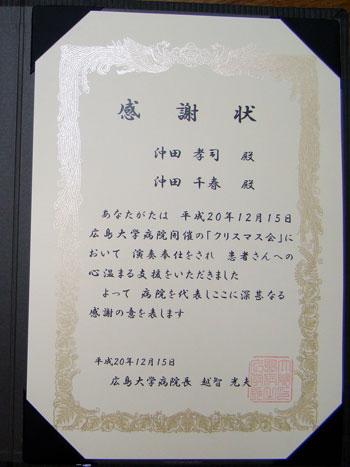 感謝状
沖田 孝司 殿
沖田 千春 殿
あなたがたは 平成20年12月15日
広島大学病院開催の「クリスマス会」に
おいて 演奏奉仕をされ 患者さんへの
心温まる支援をいただきました
よって 病院を代表しここに深甚なる
感謝の意を表します
平成20年12月15日
広島大学病院長 越智 光夫